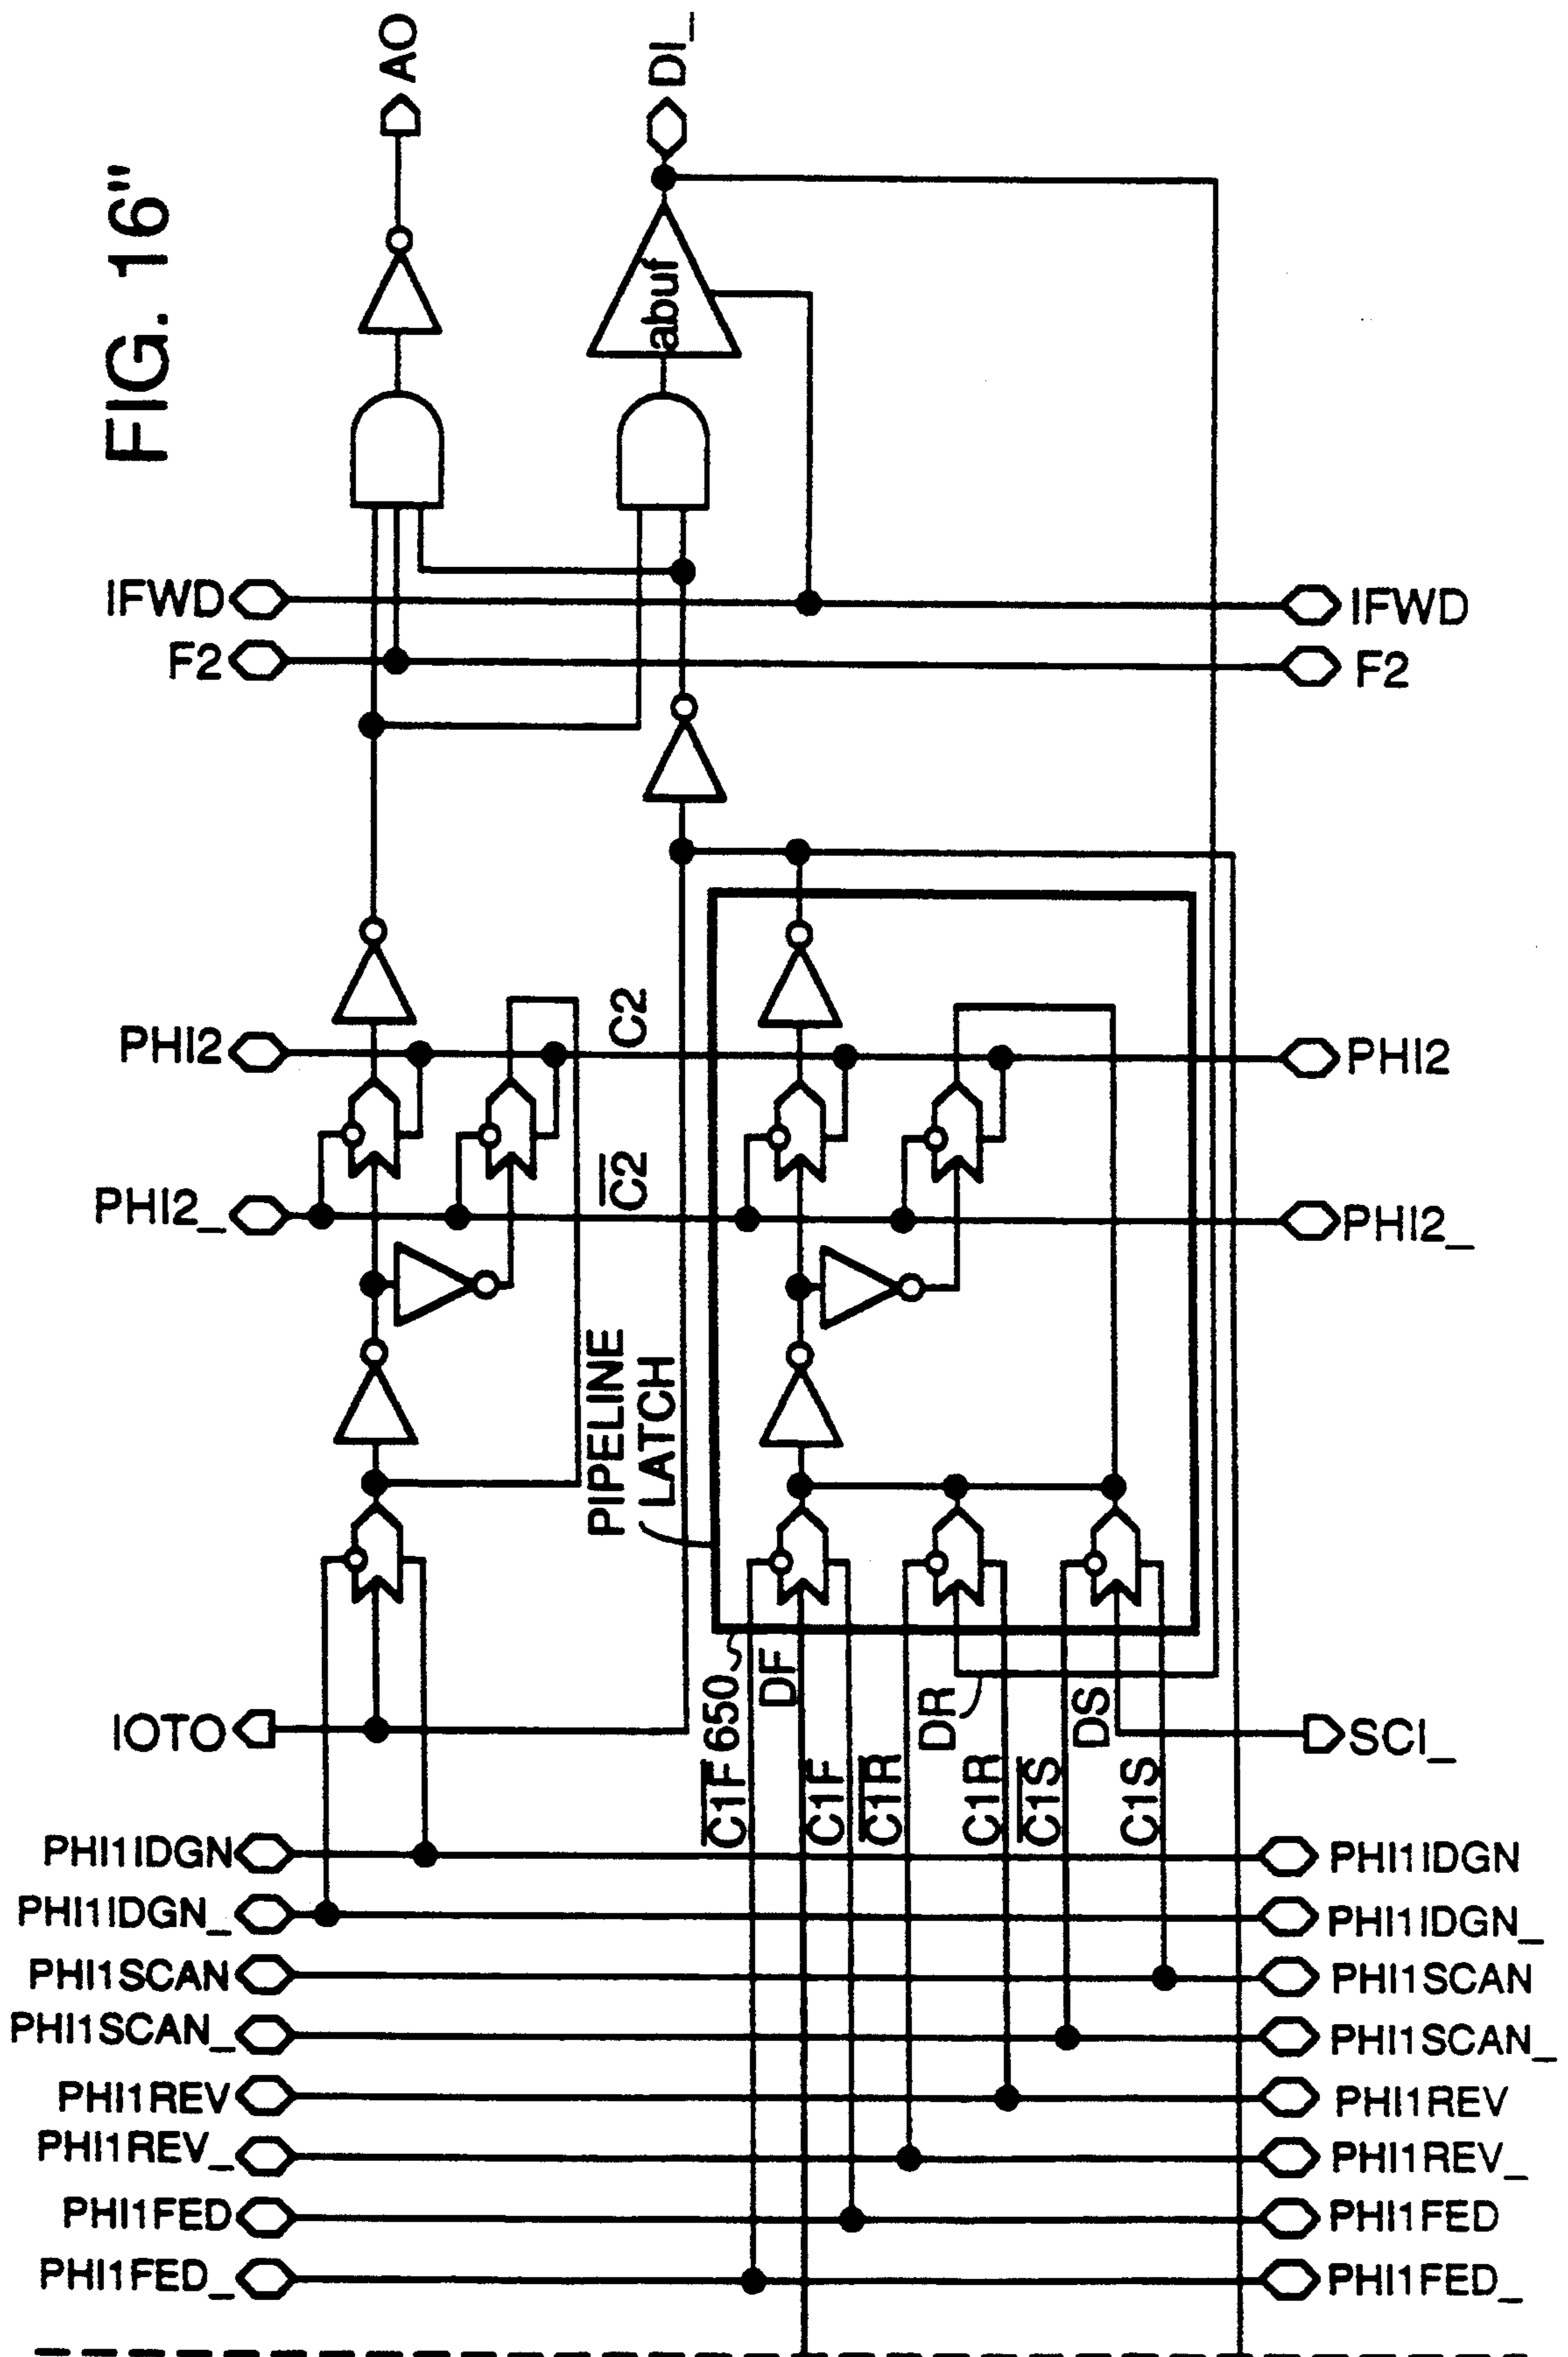 FIG. 16"
AO
DI_
abuf
IFWD
IFWD
F2
F2
PHI2
C2
PHI2
PHI2_
C2
PHI2_
PIPELINE
LATCH
IOTO
650
DF
DR
DS
SCI_
C1F
C1F
C1R
C1R
C1S
C1S
PHI1IDGN
PHI1IDGN
PHI1IDGN_
PHI1IDGN_
PHI1SCAN
PHI1SCAN
PHI1SCAN_
PHI1SCAN_
PHI1REV
PHI1REV
PHI1REV_
PHI1REV_
PHI1FED
PHI1FED
PHI1FED_
PHI1FED_